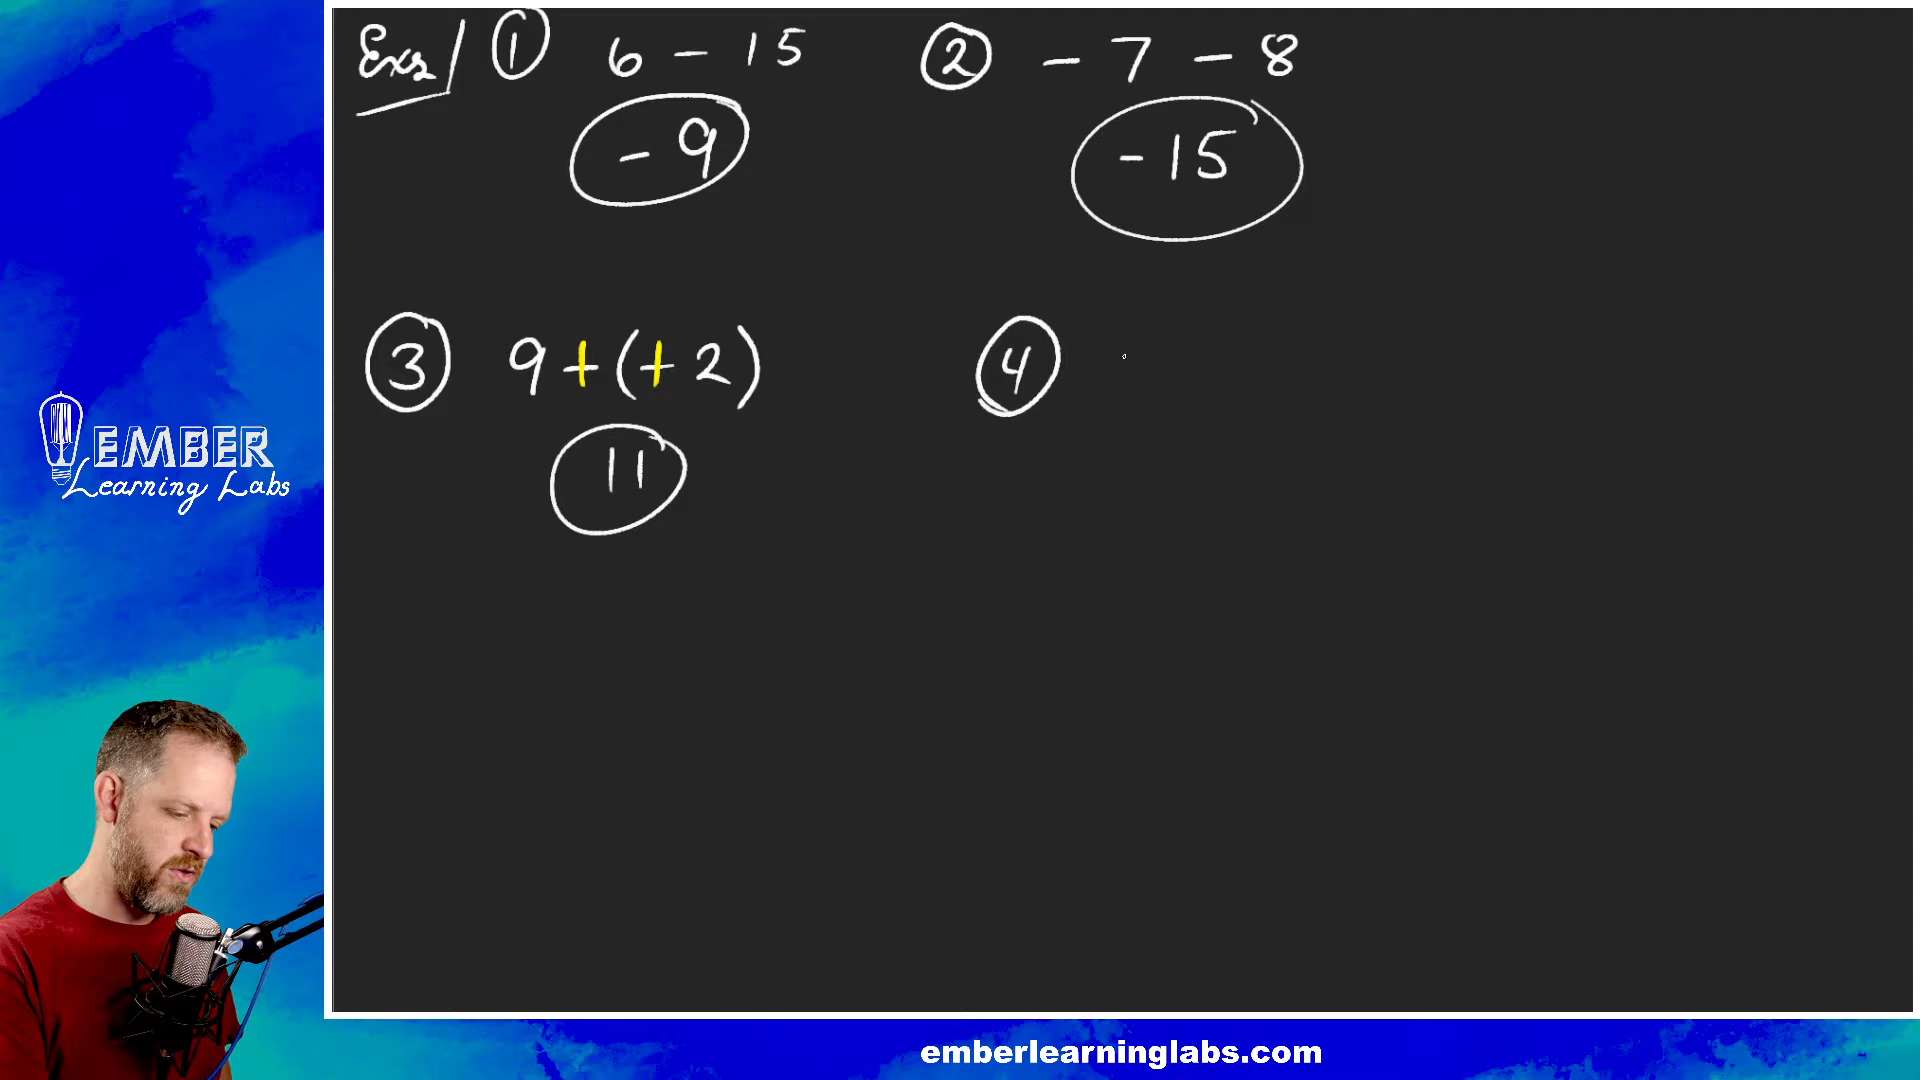 Exs / ① 6 - 15 ② - 7 - 8
- 9 -15
③ 9 + (+ 2) ④
11
EMBER
Learning Labs
emberlearninglabs.com